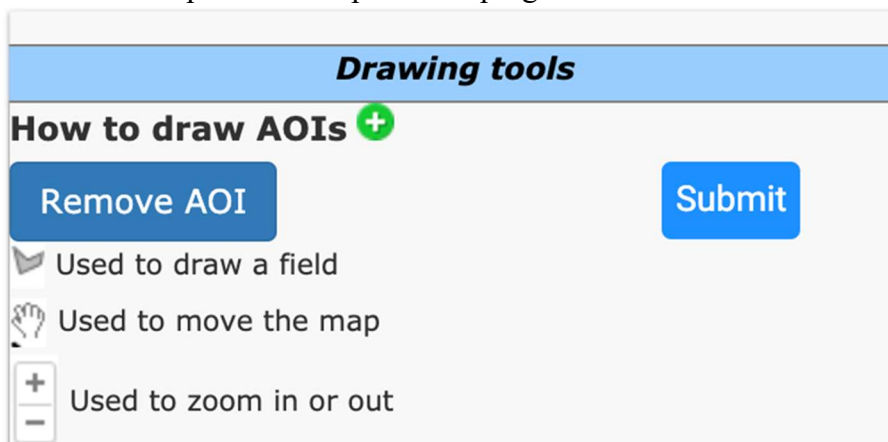 Drawing tools
How to draw AOIs
Remove AOI
Submit
Used to draw a field
Used to move the map
Used to zoom in or out